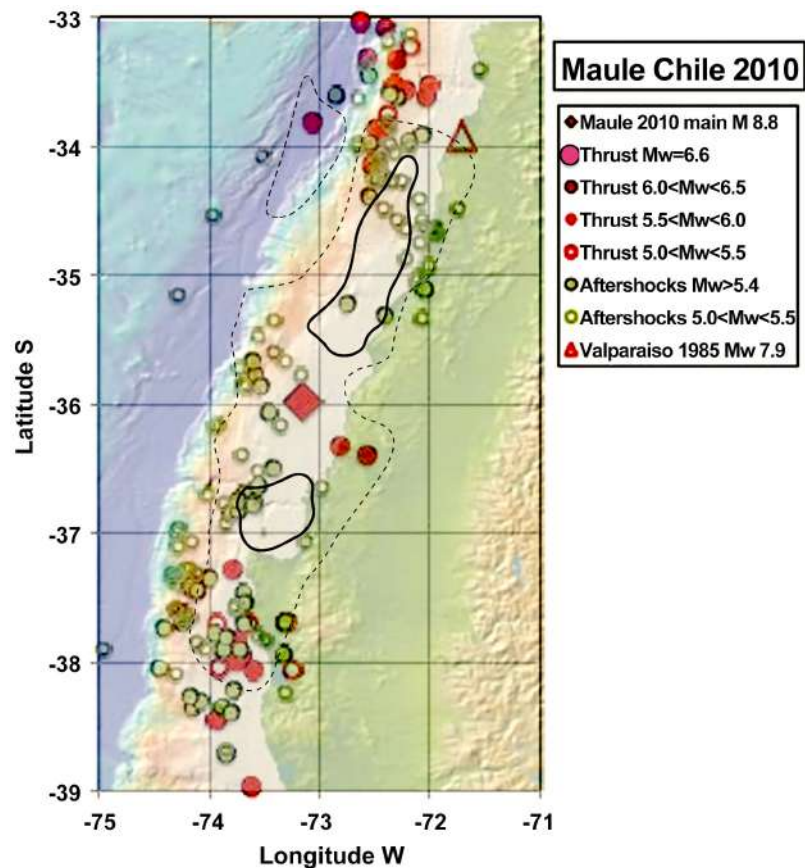 Maule Chile 2010
Maule 2010 main M 8.8
Thrust Mw=6.6
Thrust 6.0<Mw<6.5
Thrust 5.5<Mw<6.0
Thrust 5.0<Mw<5.5
Aftershocks Mw>5.4
Aftershocks 5.0<Mw<5.5
Valparaiso 1985 Mw 7.9
Latitude S
-33
-34
-35
-36
-37
-38
-39
-75 -74 -73 -72 -71
Longitude W